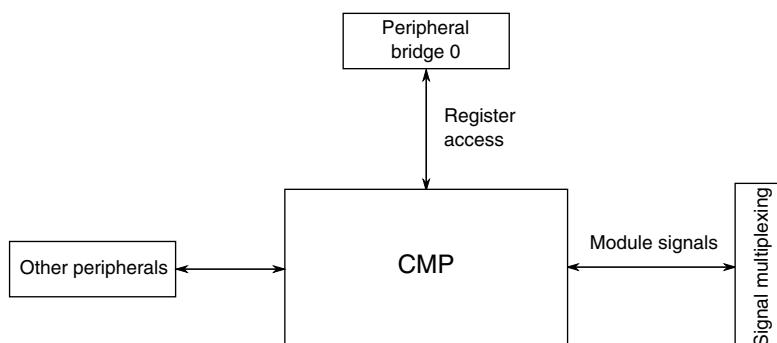 Peripheral
bridge 0
Register
access
Other peripherals
CMP
Module signals
Signal multiplexing